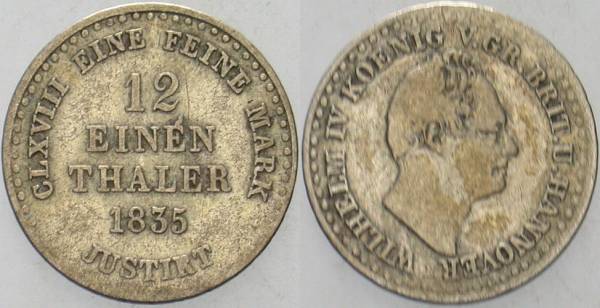 CLXVIII EINE FEINE MARK
12
EINEN
THALER
1835
JUSTIRT
WILHELM IV KOENIG V. GR. BRIT. U. HANNOVER